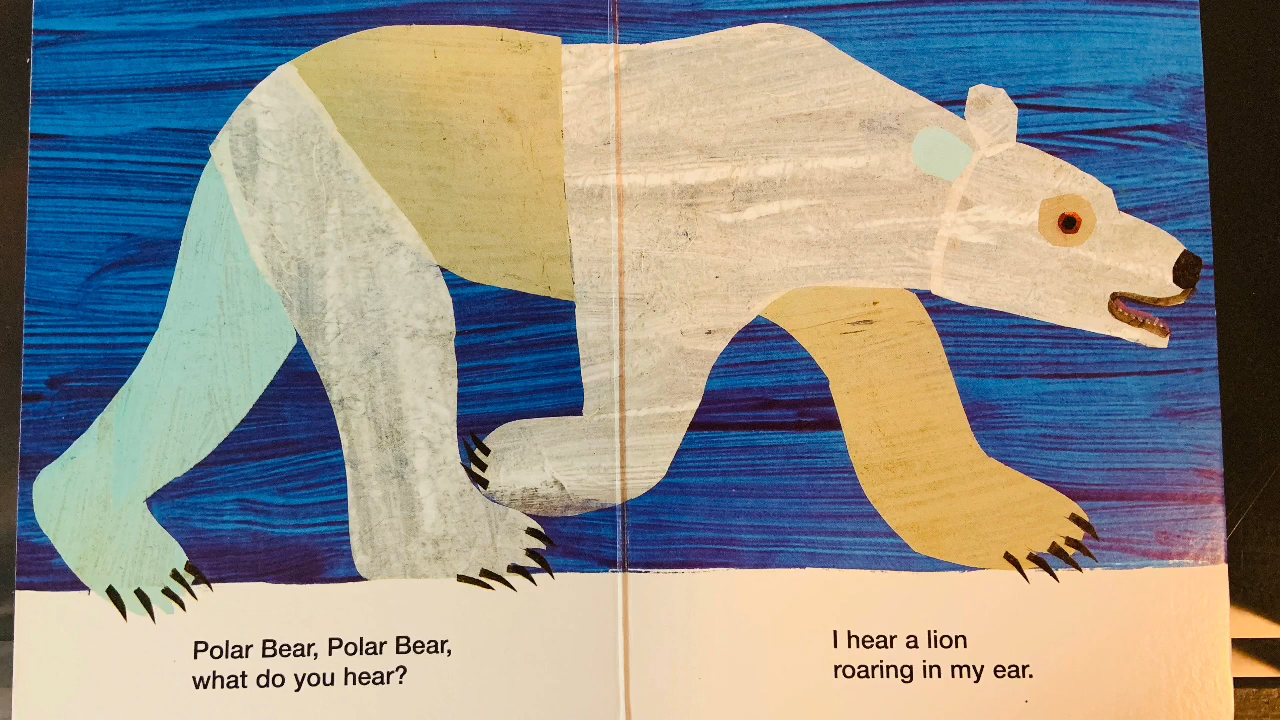 Polar Bear, Polar Bear,
what do you hear?
I hear a lion
roaring in my ear.